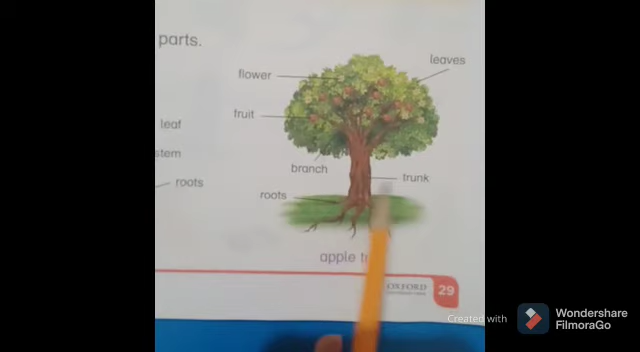 parts.
leaves
flower
fruit
leaf
stem
branch
trunk
roots
roots
apple
OXFORD
29
Created with
Wondershare
FilmoraGo